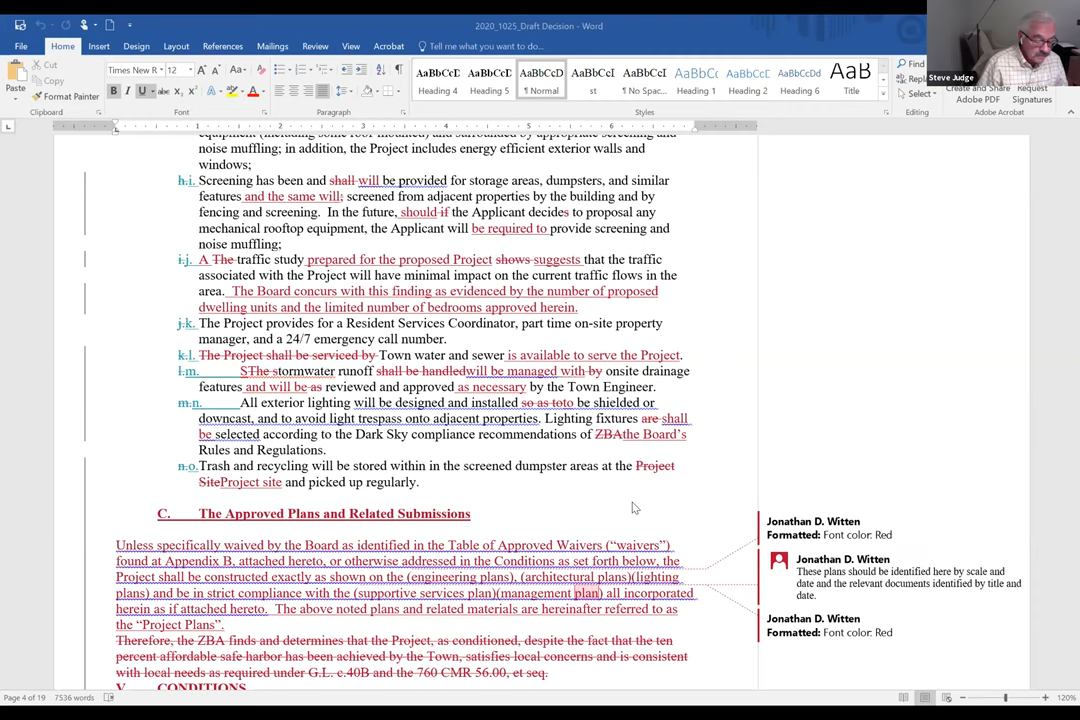 2020_1025_Draft Decision - Word
File Home Insert Design Layout References Mailings Review View Acrobat Tell me what you want to do...
Steve Judge
Cut
Copy
Paste
Format Painter
Times New R 12
AaBbCcD AaBbCcD AaBbCcD AaBbCcI AaBbCcD AaBbCcI AaBbCcD AaBbCcDd AaB
Heading 4 Heading 5 ¶ Normal st ¶ No Spac... Heading 1 Heading 2 Heading 6 Title
Find
Select
Create and Share Adobe PDF
Request Signatures
Clipboard Font Paragraph Styles Editing Adobe Acrobat
equipment (including some roof mounted) and surrounded by appropriate screening and
noise muffling; in addition, the Project includes energy efficient exterior walls and
windows;
h.i. Screening has been and shall will be provided for storage areas, dumpsters, and similar
features and the same will; screened from adjacent properties by the building and by
fencing and screening. In the future, should if the Applicant decides to proposal any
mechanical rooftop equipment, the Applicant will be required to provide screening and
noise muffling;
i.j. A The traffic study prepared for the proposed Project shows suggests that the traffic
associated with the Project will have minimal impact on the current traffic flows in the
area. The Board concurs with this finding as evidenced by the number of proposed
dwelling units and the limited number of bedrooms approved herein.
j.k. The Project provides for a Resident Services Coordinator, part time on-site property
manager, and a 24/7 emergency call number.
k.l. The Project shall be serviced by Town water and sewer is available to serve the Project.
l.m. SThe stormwater runoff shall be handledwill be managed with by onsite drainage
features and will be as reviewed and approved as necessary by the Town Engineer.
m.n. All exterior lighting will be designed and installed so as toto be shielded or
downcast, and to avoid light trespass onto adjacent properties. Lighting fixtures are shall
be selected according to the Dark Sky compliance recommendations of ZBAthe Board's
Rules and Regulations.
n.o. Trash and recycling will be stored within in the screened dumpster areas at the Project
SiteProject site and picked up regularly.
C. The Approved Plans and Related Submissions
Unless specifically waived by the Board as identified in the Table of Approved Waivers (“waivers”)
found at Appendix B, attached hereto, or otherwise addressed in the Conditions as set forth below, the
Project shall be constructed exactly as shown on the (engineering plans), (architectural plans)(lighting
plans) and be in strict compliance with the (supportive services plan)(management plan) all incorporated
herein as if attached hereto. The above noted plans and related materials are hereinafter referred to as
the “Project Plans”.
Therefore, the ZBA finds and determines that the Project, as conditioned, despite the fact that the ten
percent affordable safe harbor has been achieved by the Town, satisfies local concerns and is consistent
with local needs as required under G.L. c.40B and the 760 CMR 56.00, et seq.
V. CONDITIONS
Jonathan D. Witten
Formatted: Font color: Red
Jonathan D. Witten
These plans should be identified here by scale and
date and the relevant documents identified by title and
date.
Jonathan D. Witten
Formatted: Font color: Red
Page 4 of 19 7536 words
120%